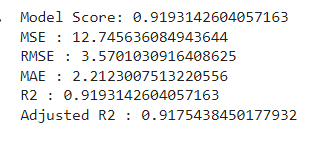 Model Score: 0.9193142604057163
MSE : 12.745636084943644
RMSE : 3.5701030916408625
MAE : 2.2123007513220556
R2 : 0.9193142604057163
Adjusted R2 : 0.9175438450177932